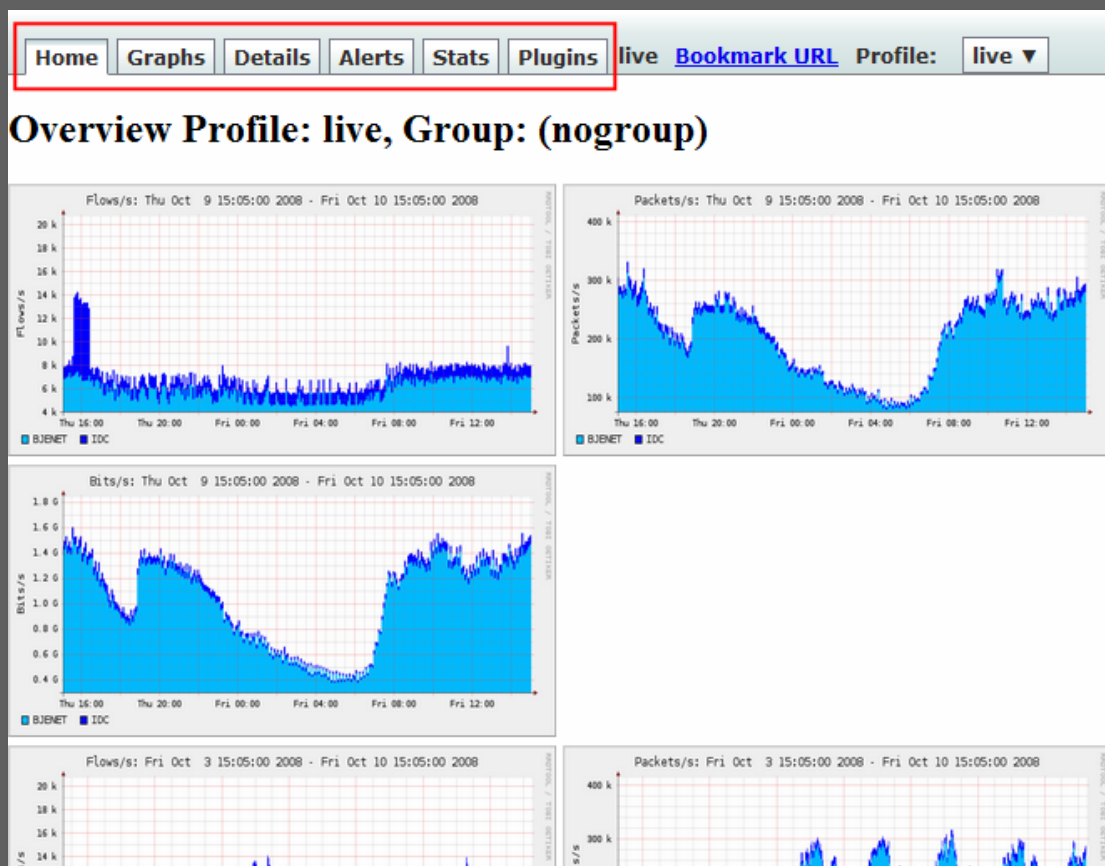 Home Graphs Details Alerts Stats Plugins live Bookmark URL Profile: live ▼
Overview Profile: live, Group: (nogroup)
Flows/s: Thu Oct 9 15:05:00 2008 - Fri Oct 10 15:05:00 2008
20 k
18 k
16 k
14 k
12 k
10 k
8 k
6 k
4 k
Flows/s
Thu 16:00 Thu 20:00 Fri 00:00 Fri 04:00 Fri 08:00 Fri 12:00
BJENET IDC
RRDTOOL / TOBI OETIKER
Packets/s: Thu Oct 9 15:05:00 2008 - Fri Oct 10 15:05:00 2008
400 k
300 k
200 k
100 k
Packets/s
Thu 16:00 Thu 20:00 Fri 00:00 Fri 04:00 Fri 08:00 Fri 12:00
BJENET IDC
RRDTOOL / TOBI OETIKER
Bits/s: Thu Oct 9 15:05:00 2008 - Fri Oct 10 15:05:00 2008
1.8 G
1.6 G
1.4 G
1.2 G
1.0 G
0.8 G
0.6 G
0.4 G
Bits/s
Thu 16:00 Thu 20:00 Fri 00:00 Fri 04:00 Fri 08:00 Fri 12:00
BJENET IDC
RRDTOOL / TOBI OETIKER
Flows/s: Fri Oct 3 15:05:00 2008 - Fri Oct 10 15:05:00 2008
20 k
18 k
16 k
14 k
Packets/s: Fri Oct 3 15:05:00 2008 - Fri Oct 10 15:05:00 2008
400 k
300 k